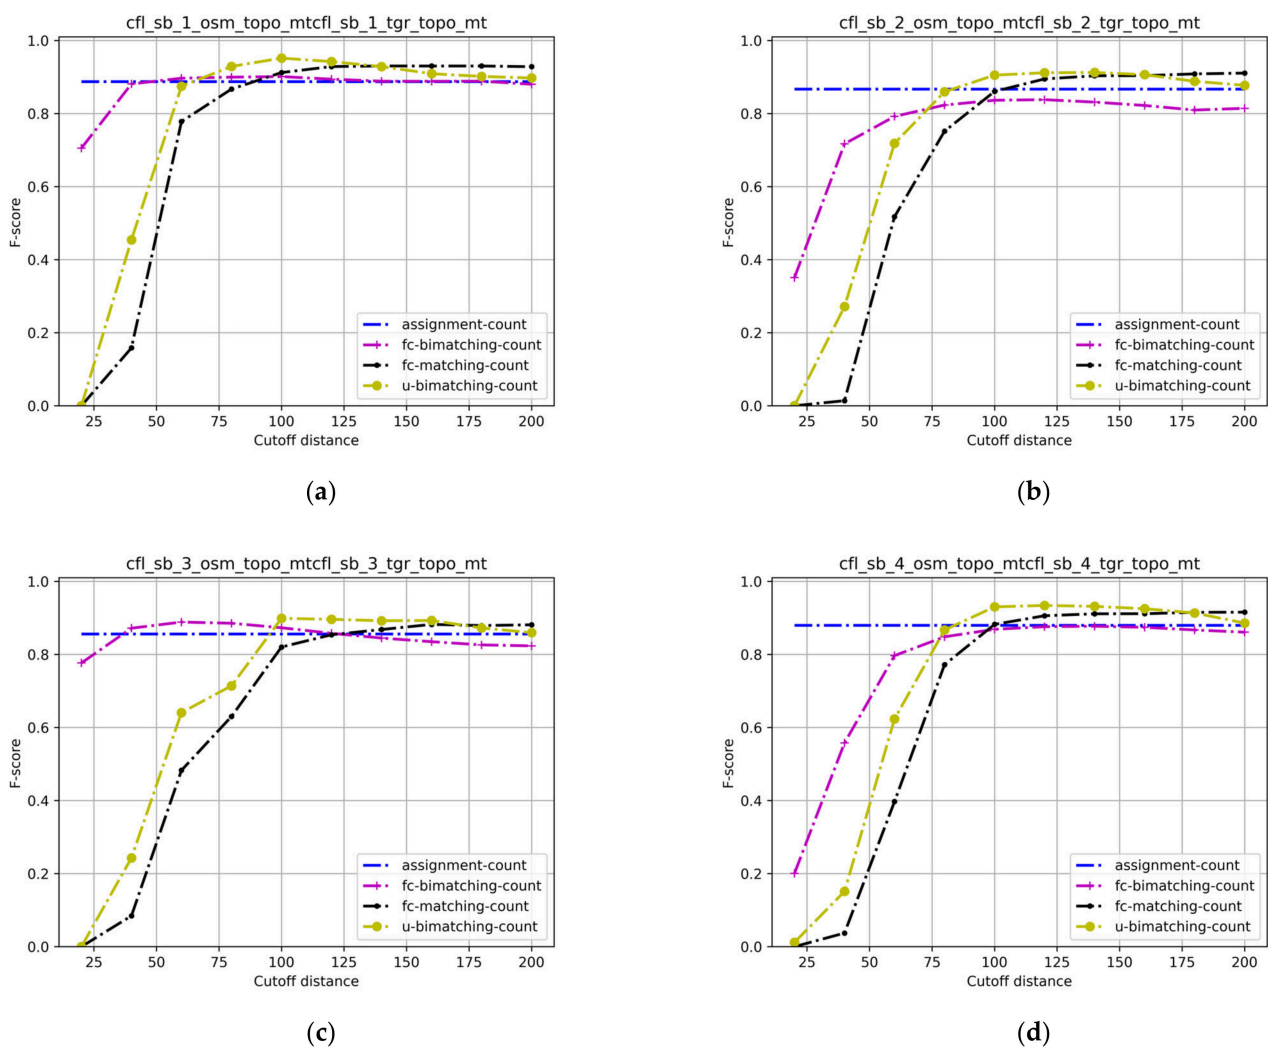 cfl_sb_1_osm_topo_mtcfl_sb_1_tgr_topo_mt
1.0
0.8
0.6
0.4
0.2
0.0
F-score
25 50 75 100 125 150 175 200
Cutoff distance
assignment-count
fc-bimatching-count
fc-matching-count
u-bimatching-count
(a)
cfl_sb_2_osm_topo_mtcfl_sb_2_tgr_topo_mt
1.0
0.8
0.6
0.4
0.2
0.0
F-score
25 50 75 100 125 150 175 200
Cutoff distance
assignment-count
fc-bimatching-count
fc-matching-count
u-bimatching-count
(b)
cfl_sb_3_osm_topo_mtcfl_sb_3_tgr_topo_mt
1.0
0.8
0.6
0.4
0.2
0.0
F-score
25 50 75 100 125 150 175 200
Cutoff distance
assignment-count
fc-bimatching-count
fc-matching-count
u-bimatching-count
(c)
cfl_sb_4_osm_topo_mtcfl_sb_4_tgr_topo_mt
1.0
0.8
0.6
0.4
0.2
0.0
F-score
25 50 75 100 125 150 175 200
Cutoff distance
assignment-count
fc-bimatching-count
fc-matching-count
u-bimatching-count
(d)